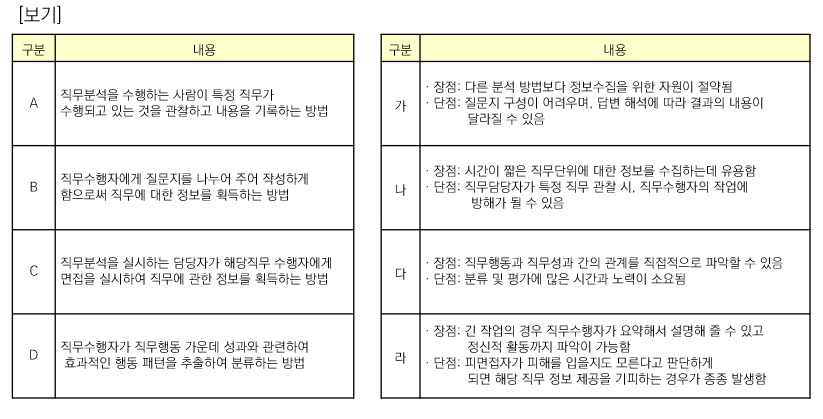 [보기]
구분 내용
A
직무분석을 수행하는 사람이 특정 직무가
수행되고 있는 것을 관찰하고 내용을 기록하는 방법
B
직무수행자에게 질문지를 나누어 주어 작성하게
함으로써 직무에 대한 정보를 획득하는 방법
C
직무분석을 실시하는 담당자가 해당직무 수행자에게
면접을 실시하여 직무에 관한 정보를 획득하는 방법
D
직무수행자가 직무행동 가운데 성과와 관련하여
효과적인 행동 패턴을 추출하여 분류하는 방법
구분 내용
가
· 장점: 다른 분석 방법보다 정보수집을 위한 자원이 절약됨
· 단점: 질문지 구성이 어려우며, 답변 해석에 따라 결과의 내용이
달라질 수 있음
나
· 장점: 시간이 짧은 직무단위에 대한 정보를 수집하는데 유용함
· 단점: 직무담당자가 특정 직무 관찰 시, 직무수행자의 작업에
방해가 될 수 있음
다
· 장점: 직무행동과 직무성과 간의 관계를 직접적으로 파악할 수 있음
· 단점: 분류 및 평가에 많은 시간과 노력이 소요됨
라
· 장점: 긴 작업의 경우 직무수행자가 요약해서 설명해 줄 수 있고
정신적 활동까지 파악이 가능함
· 단점: 피면접자가 피해를 입을지도 모른다고 판단하게
되면 해당 직무 정보 제공을 기피하는 경우가 종종 발생함